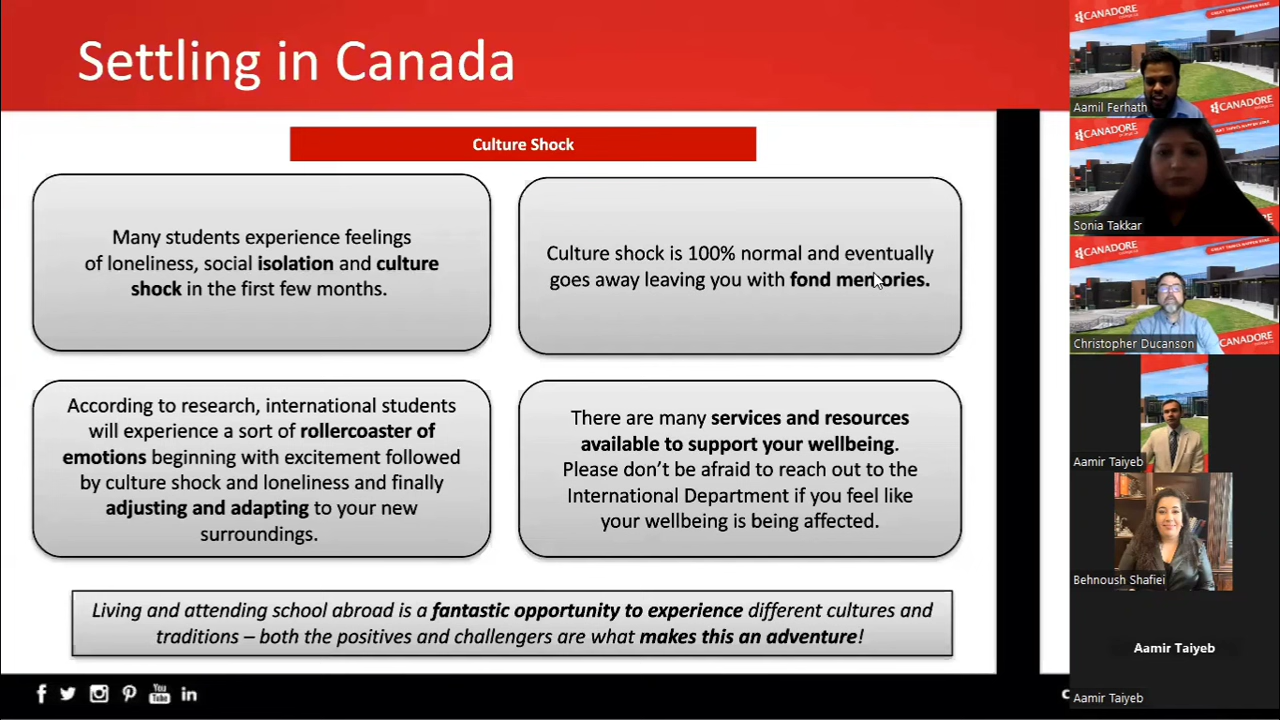 Settling in Canada
Culture Shock
Many students experience feelings
of loneliness, social isolation and culture
shock in the first few months.
Culture shock is 100% normal and eventually
goes away leaving you with fond memories.
According to research, international students
will experience a sort of rollercoaster of
emotions beginning with excitement followed
by culture shock and loneliness and finally
adjusting and adapting to your new
surroundings.
There are many services and resources
available to support your wellbeing.
Please don’t be afraid to reach out to the
International Department if you feel like
your wellbeing is being affected.
Living and attending school abroad is a fantastic opportunity to experience different cultures and
traditions – both the positives and challengers are what makes this an adventure!
CANADORE
CANADORE
Aamil Ferhath
CANADORE
Sonia Takkar
CANADORE
CANADORE
Christopher Ducanson
Aamir Taiyeb
Behnoush Shafiei
Aamir Taiyeb
Aamir Taiyeb
You
Tube
in